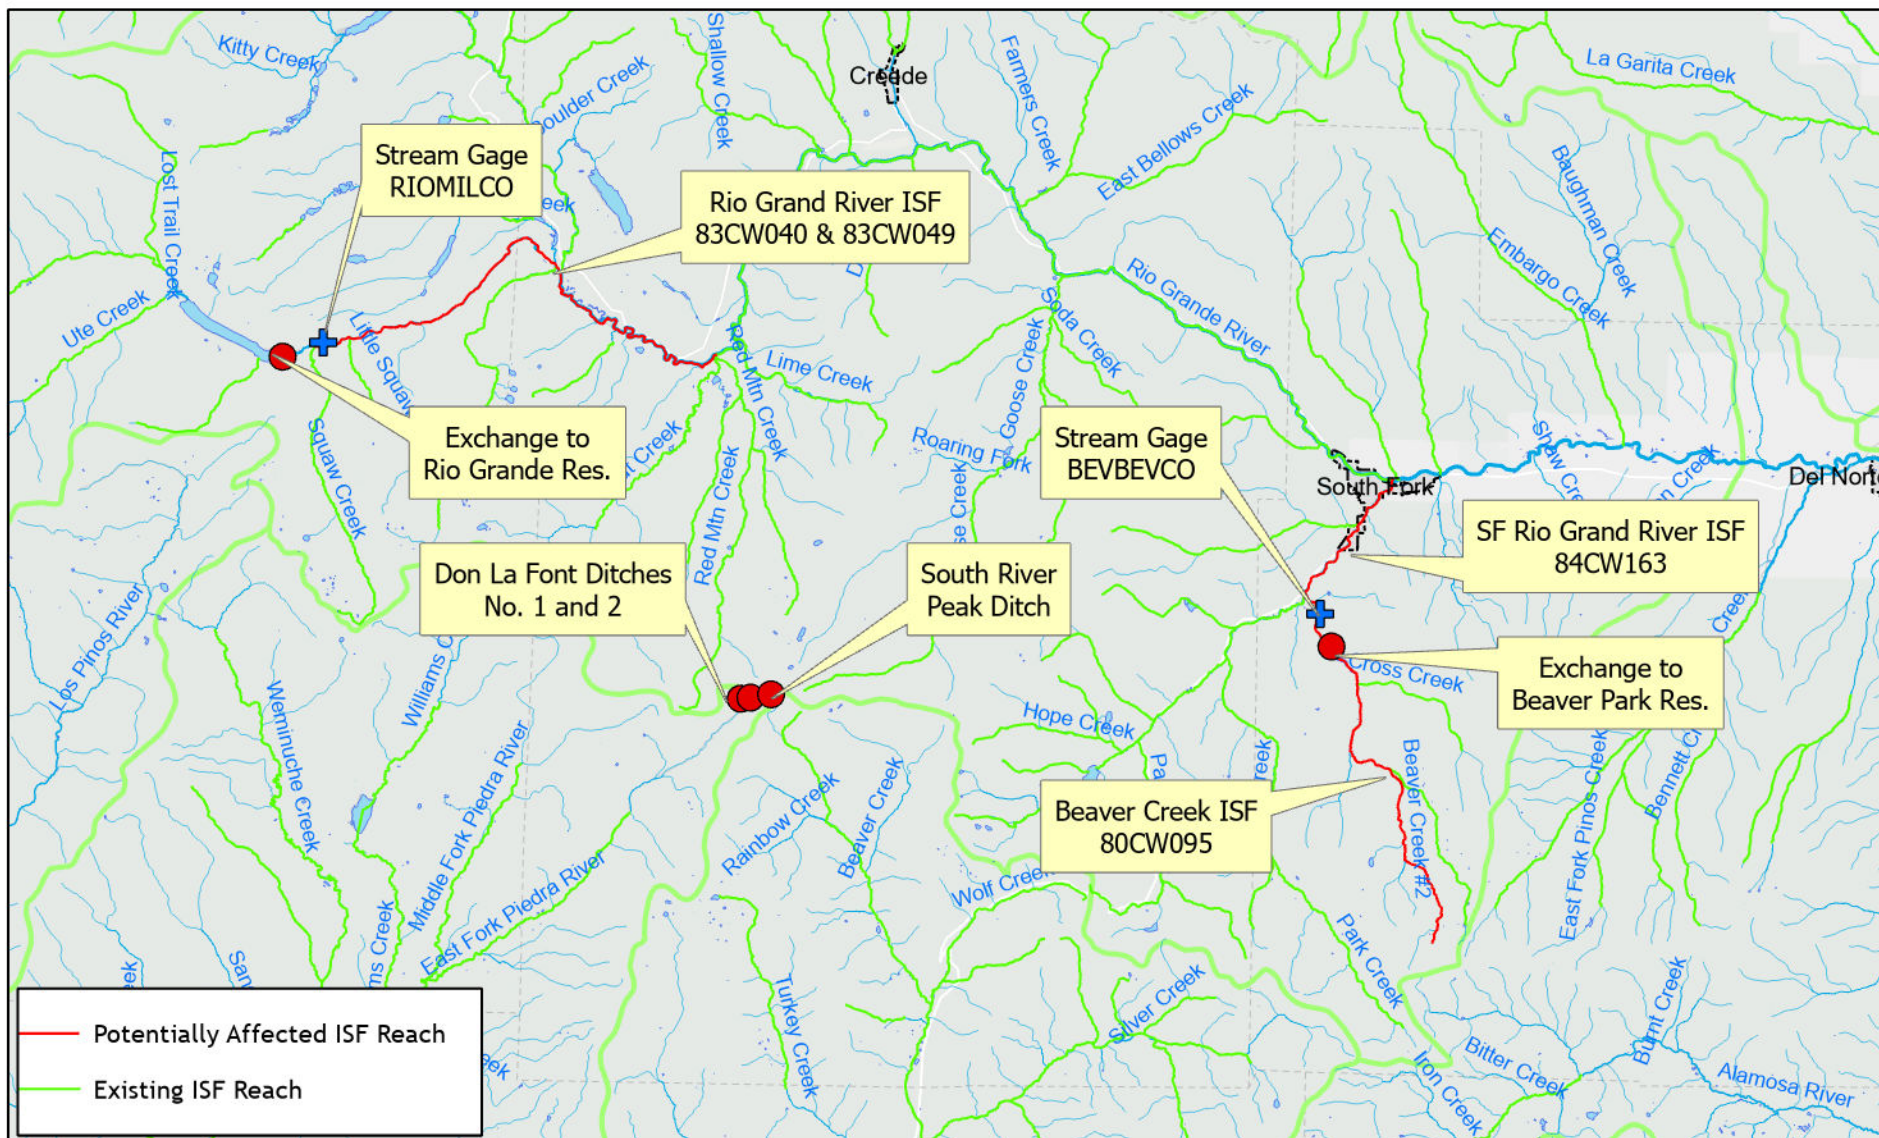 Kitty Creek
Boulder Creek
Shallow Creek
Creede
Farmers Creek
La Garita Creek
East Bellows Creek
Baughman Creek
Lost Trail Creek
Stream Gage
RIOMILCO
Rio Grand River ISF
83CW040 & 83CW049
Embargo Creek
Ute Creek
Little Squaw
Rio Grande River
Soda Creek
Red Mtn Creek
Lime Creek
Goose Creek
Roaring Fork
Exchange to
Rio Grande Res.
Squaw Creek
Red Mtn Creek
Stream Gage
BEVBEVCO
South Fork
Shaw
Del Norte
SF Rio Grand River ISF
84CW163
Don La Font Ditches
No. 1 and 2
South River
Peak Ditch
Los Pinos River
Weminuche Creek
Williams
Middle Fork Piedra River
East Fork Piedra River
Rainbow Creek
Beaver Creek
Hope Creek
Cross Creek
Exchange to
Beaver Park Res.
Beaver Creek ISF
80CW095
Beaver Creek #2
East Fork Pinos Creek
Bennett
Wolf Creek
Park Creek
Turkey Creek
Silver Creek
Iron Creek
Bitter Creek
Burnt Creek
Alamosa River
Potentially Affected ISF Reach
Existing ISF Reach